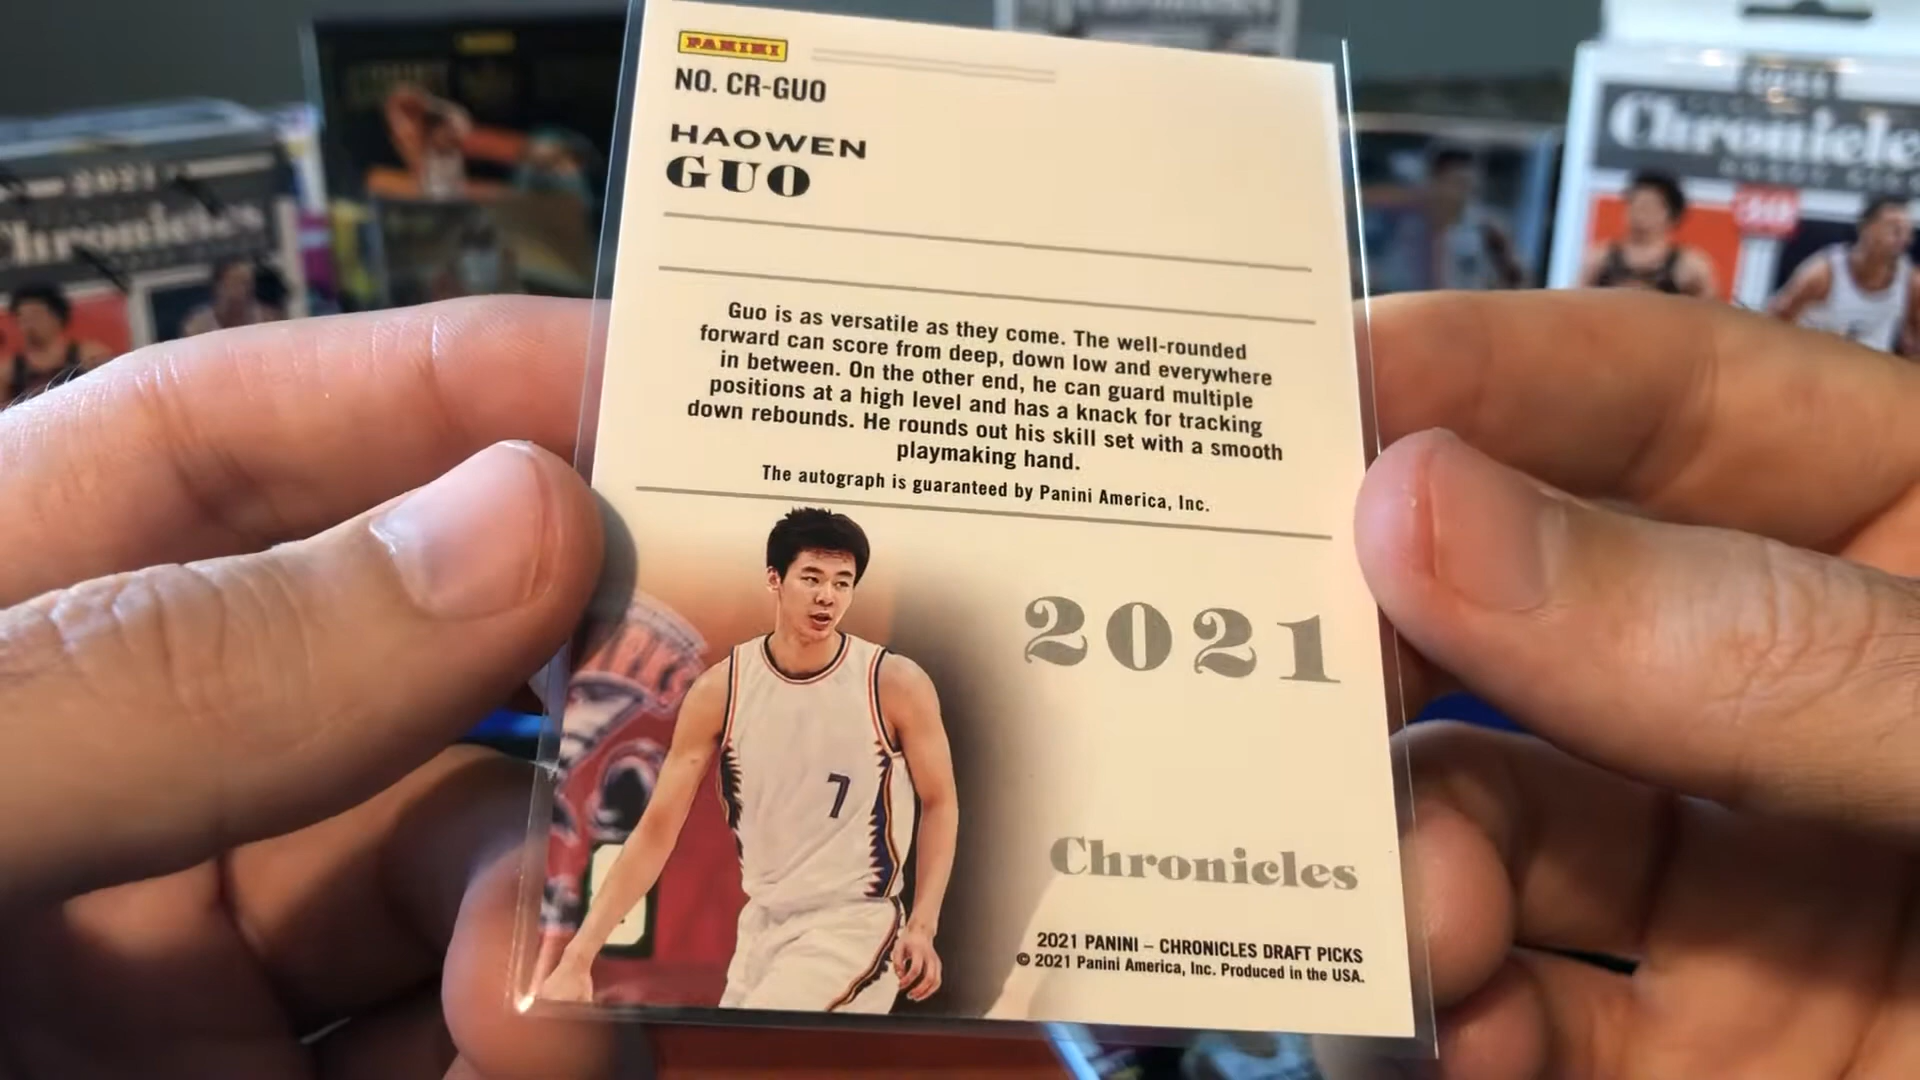 PANINI
NO. CR-GUO
HAOWEN
GUO
Guo is as versatile as they come. The well-rounded
forward can score from deep, down low and everywhere
in between. On the other end, he can guard multiple
positions at a high level and has a knack for tracking
down rebounds. He rounds out his skill set with a smooth
playmaking hand.
The autograph is guaranteed by Panini America, Inc.
7
2021
Chronicles
2021 PANINI – CHRONICLES DRAFT PICKS
© 2021 Panini America, Inc. Produced in the USA.
2021
Chronicles
2021
Chronicles